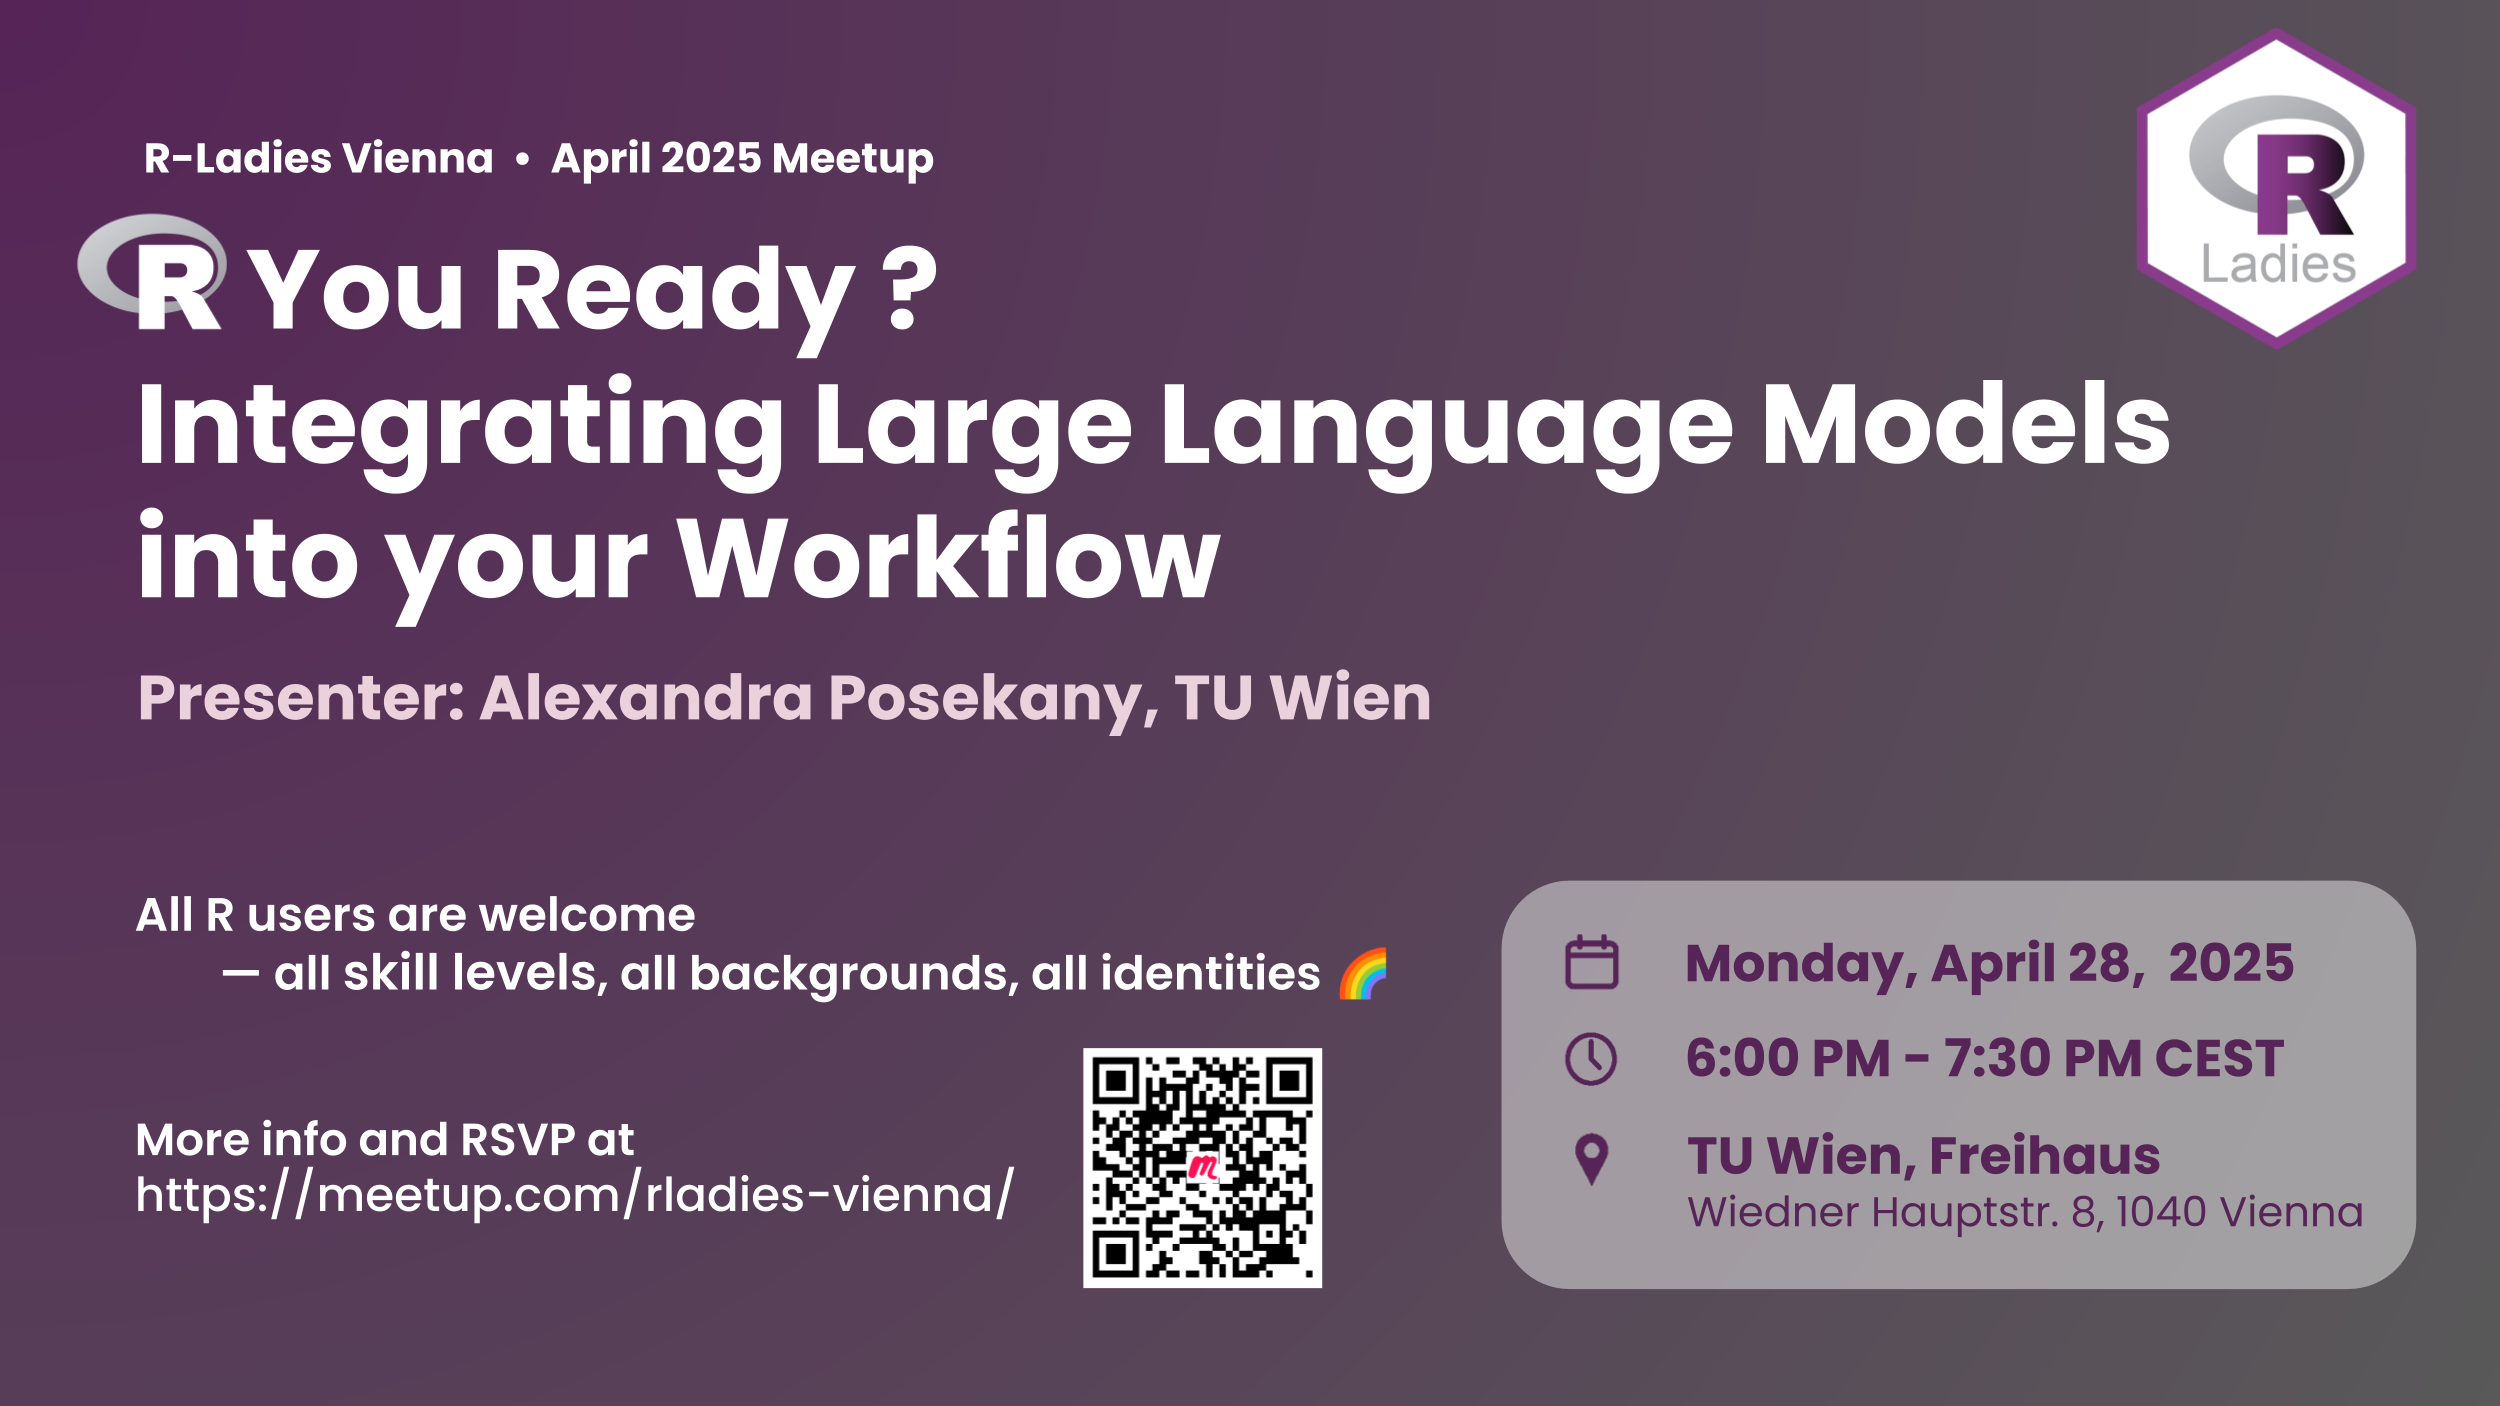 R-Ladies Vienna • April 2025 Meetup
R You Ready ?
Integrating Large Language Models
into your Workflow
Presenter: Alexandra Posekany, TU Wien
R
Ladies
All R users are welcome
— all skill levels, all backgrounds, all identities 🌈
More info and RSVP at
https://meetup.com/rladies-vienna/
m
Monday, April 28, 2025
6:00 PM – 7:30 PM CEST
TU Wien, Freihaus
Wiedner Hauptstr. 8, 1040 Vienna